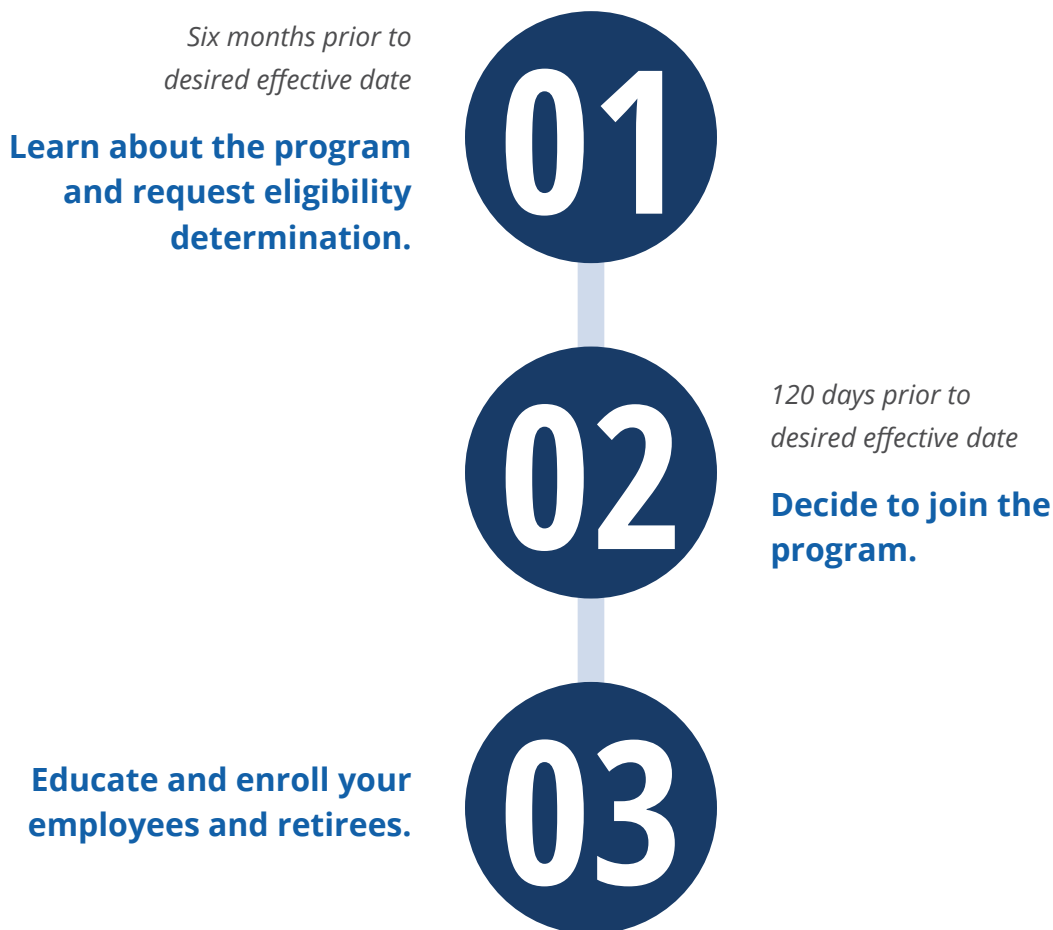 Six months prior to
desired effective date
Learn about the program
and request eligibility
determination.
01
02
120 days prior to
desired effective date
Decide to join the
program.
Educate and enroll your
employees and retirees.
03